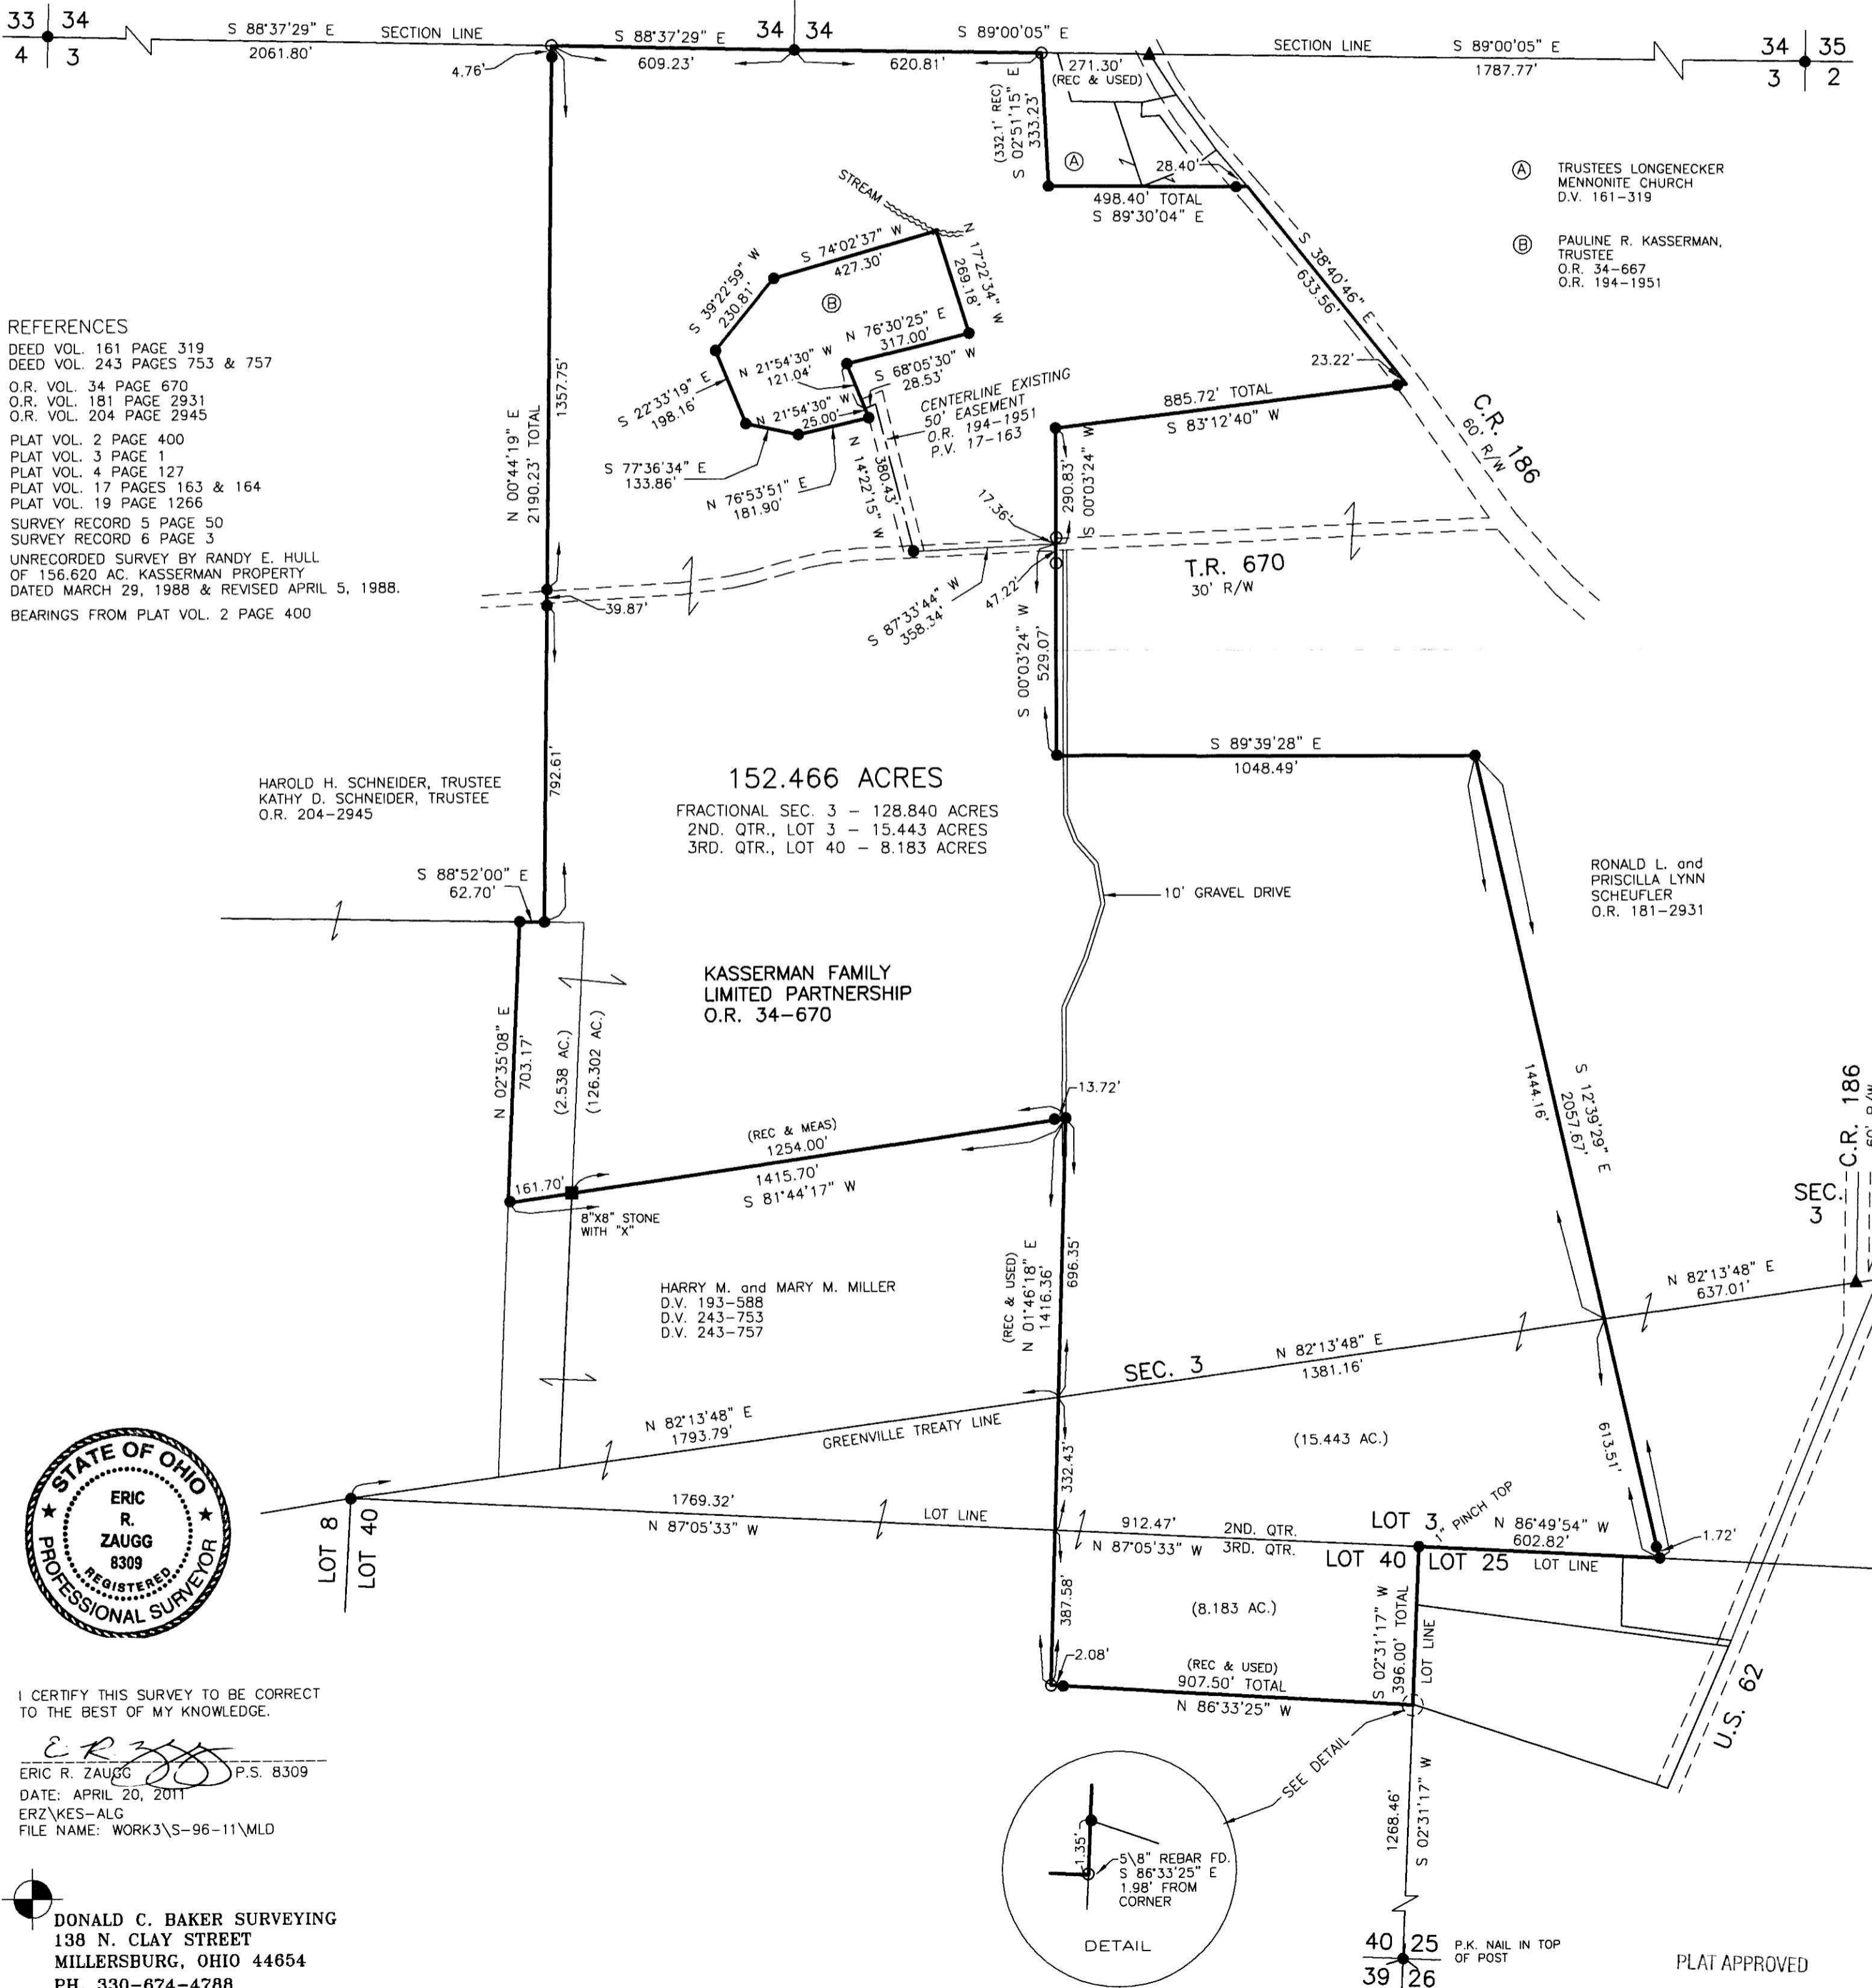 33 34
4 3
S 88°37'29" E
2061.80'
SECTION LINE
4.76'
S 88°37'29" E
609.23'
34 34
S 89°00'05" E
620.81'
271.30'
(REC & USED)
SECTION LINE
S 89°00'05" E
1787.77'
34 35
3 2
(332.1' REC)
S 02°51'15" E
333.23'
A
28.40'
498.40' TOTAL
S 89°30'04" E
A
TRUSTEES LONGENECKER
MENNONITE CHURCH
D.V. 161-319
B
PAULINE R. KASSERMAN,
TRUSTEE
O.R. 34-667
O.R. 194-1951
STREAM
S 74°02'37" W
427.30'
N 17°22'34" W
269.18'
S 39°22'59" W
230.81'
B
N 76°30'25" E
317.00'
N 21°54'30" W
121.04'
S 68°05'30" W
28.53'
S 22°33'19" E
198.16'
N 21°54'30" W
25.00'
CENTERLINE EXISTING
50' EASEMENT
O.R. 194-1951
P.V. 17-163
S 77°36'34" E
133.86'
N 76°53'51" E
181.90'
380.43'
N 14°22'15" W
S 38°40'46" E
633.56'
23.22'
885.72' TOTAL
S 83°12'40" W
C.R. 186
60' R/W
REFERENCES
DEED VOL. 161 PAGE 319
DEED VOL. 243 PAGES 753 & 757
O.R. VOL. 34 PAGE 670
O.R. VOL. 181 PAGE 2931
O.R. VOL. 204 PAGE 2945
PLAT VOL. 2 PAGE 400
PLAT VOL. 3 PAGE 1
PLAT VOL. 4 PAGE 127
PLAT VOL. 17 PAGES 163 & 164
PLAT VOL. 19 PAGE 1266
SURVEY RECORD 5 PAGE 50
SURVEY RECORD 6 PAGE 3
UNRECORDED SURVEY BY RANDY E. HULL
OF 156.620 AC. KASSERMAN PROPERTY
DATED MARCH 29, 1988 & REVISED APRIL 5, 1988.
BEARINGS FROM PLAT VOL. 2 PAGE 400
N 00°44'19" E
2190.23' TOTAL
1357.75'
39.87'
792.61'
290.83'
S 00°03'24" W
17.36'
47.22'
S 87°33'44" W
358.34'
T.R. 670
30' R/W
S 00°03'24" W
529.07'
S 89°39'28" E
1048.49'
HAROLD H. SCHNEIDER, TRUSTEE
KATHY D. SCHNEIDER, TRUSTEE
O.R. 204-2945
152.466 ACRES
FRACTIONAL SEC. 3 - 128.840 ACRES
2ND. QTR., LOT 3 - 15.443 ACRES
3RD. QTR., LOT 40 - 8.183 ACRES
S 88°52'00" E
62.70'
10' GRAVEL DRIVE
RONALD L. and
PRISCILLA LYNN
SCHEUFLER
O.R. 181-2931
KASSERMAN FAMILY
LIMITED PARTNERSHIP
O.R. 34-670
N 02°35'08" E
703.17'
(2.538 AC.)
(126.302 AC.)
13.72'
(REC & MEAS)
1254.00'
1415.70'
S 81°44'17" W
161.70'
8"X8" STONE
WITH "X"
1444.16'
S 12°39'29" E
2057.67'
C.R. 186
60' R/W
SEC.
3
HARRY M. and MARY M. MILLER
D.V. 193-588
D.V. 243-753
D.V. 243-757
(REC & USED)
N 01°46'18" E
1416.36'
696.35'
N 82°13'48" E
637.01'
SEC. 3
N 82°13'48" E
1381.16'
N 82°13'48" E
1793.79'
GREENVILLE TREATY LINE
332.43'
(15.443 AC.)
613.51'
1769.32'
N 87°05'33" W
LOT LINE
912.47'
N 87°05'33" W
2ND. QTR.
3RD. QTR.
LOT 3
LOT 40
LOT 25
1" PINCH TOP
N 86°49'54" W
602.82'
LOT LINE
1.72'
LOT 8
LOT 40
387.58'
(8.183 AC.)
S 02°31'17" W
396.00' TOTAL
LOT LINE
2.08'
(REC & USED)
907.50' TOTAL
N 86°33'25" W
U.S. 62
STATE OF OHIO
ERIC
R.
ZAUGG
8309
REGISTERED
PROFESSIONAL SURVEYOR
I CERTIFY THIS SURVEY TO BE CORRECT
TO THE BEST OF MY KNOWLEDGE.
ERIC R. ZAUGG P.S. 8309
DATE: APRIL 20, 2011
ERZ\KES-ALG
FILE NAME: WORK3\S-96-11\MLD
SEE DETAIL
1.35'
5\8" REBAR FD.
S 86°33'25" E
1.98' FROM
CORNER
DETAIL
1268.46'
S 02°31'17" W
40 25
39 26
P.K. NAIL IN TOP
OF POST
DONALD C. BAKER SURVEYING
138 N. CLAY STREET
MILLERSBURG, OHIO 44654
PH. 330-674-4788
PLAT APPROVED